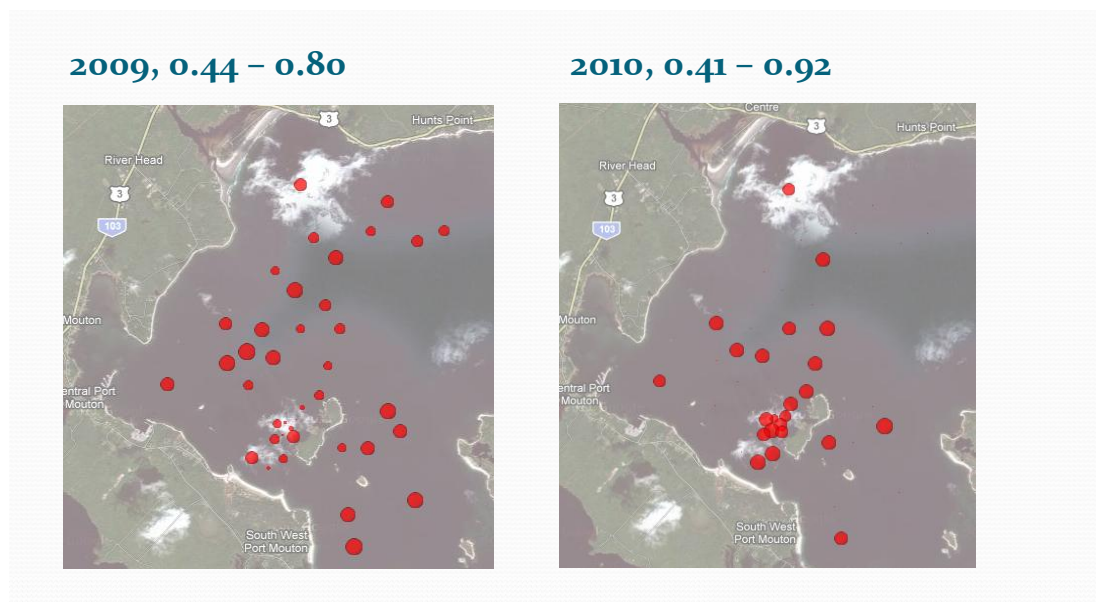 2009, 0.44 – 0.80
3
Hunts Point
River Head
3
103
Mouton
entral Port
Mouton
South West
Port Mouton
2010, 0.41 – 0.92
Centre
3
Hunts Point
River Head
3
103
Mouton
entral Port
Mouton
South West
Port Mouton